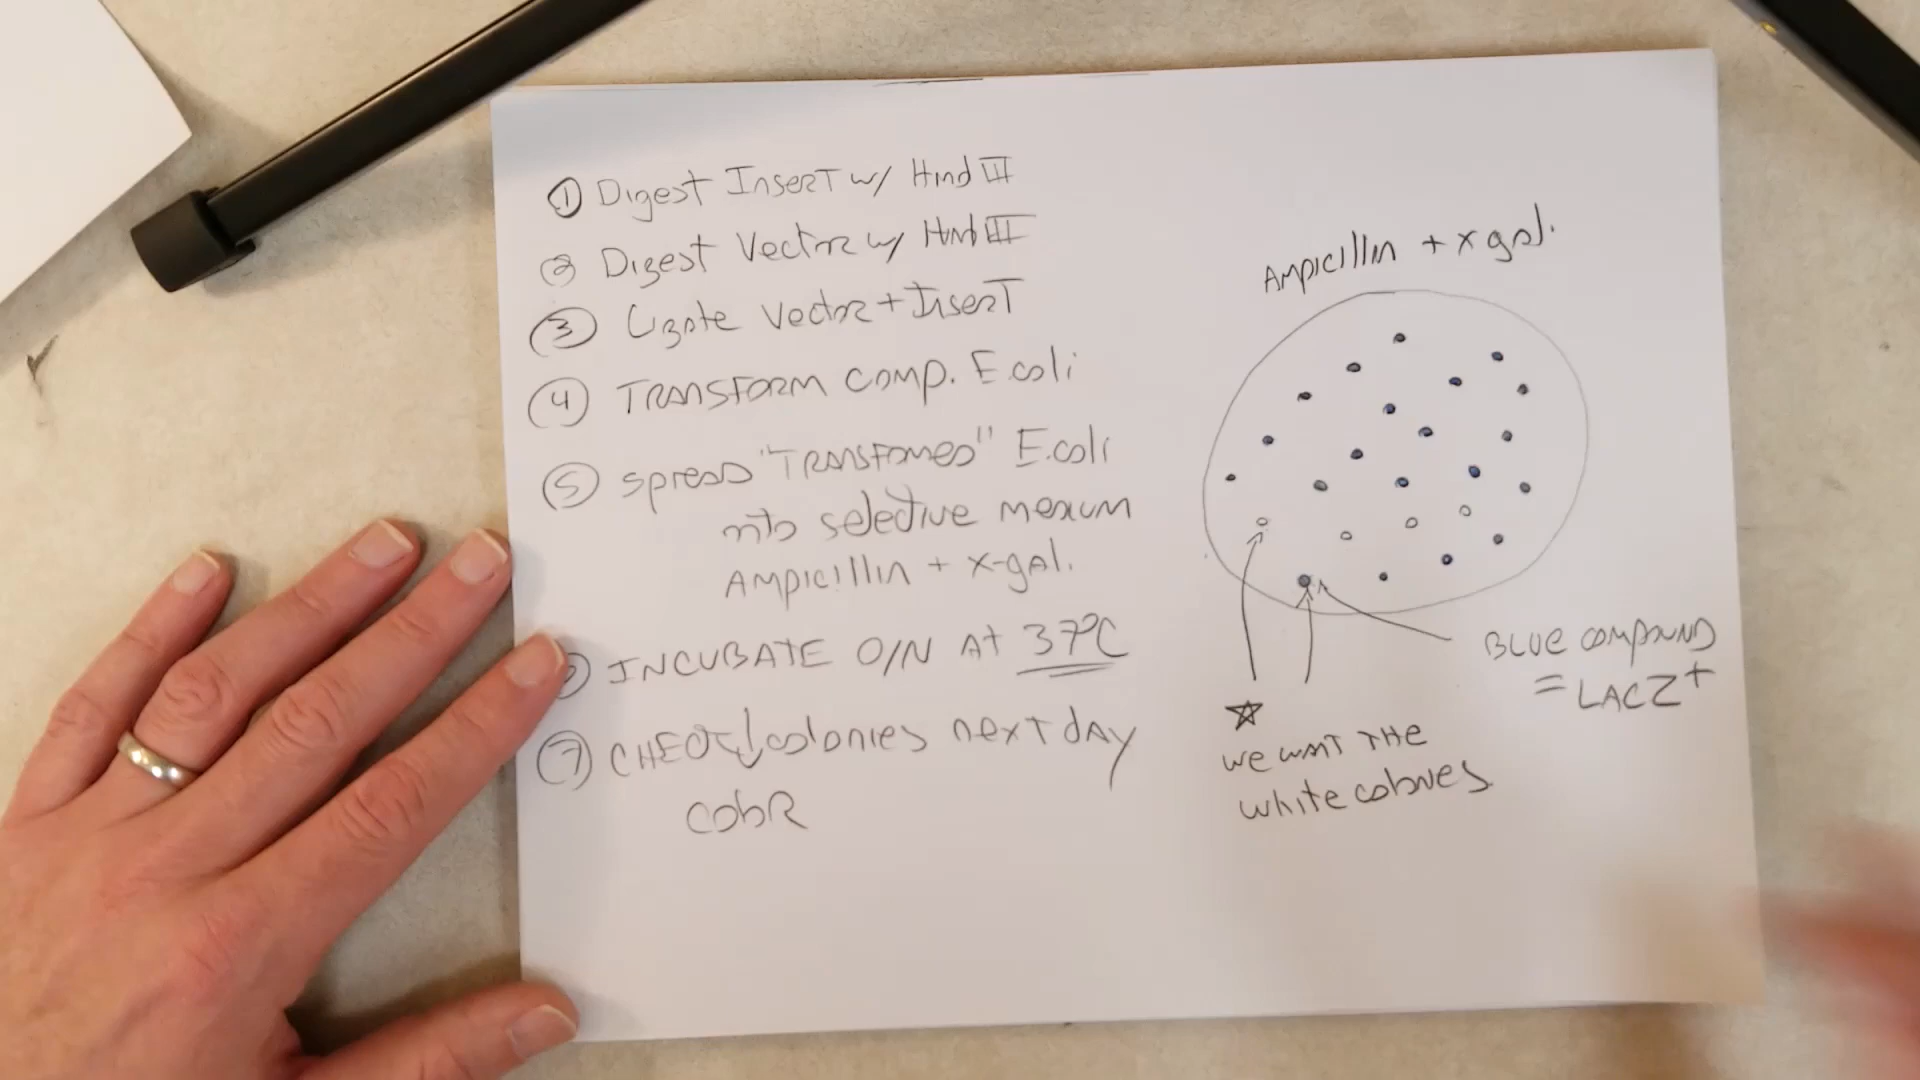 ① Digest Insert w/ Hind III
② Digest Vector w/ Hind III
③ Ligate Vector + Insert
④ TRANSFORM comp. E.coli
⑤ spread "TRANSFOMED" E.coli
into selective medium
Ampicillin + x-gal.
INCUBATE O/N At 37°C
⑦ CHECK colonies next day
color
Ampicillin + x gal.
BLUE COMPOUND
= LACZ+
☆
we want THE
white colonies